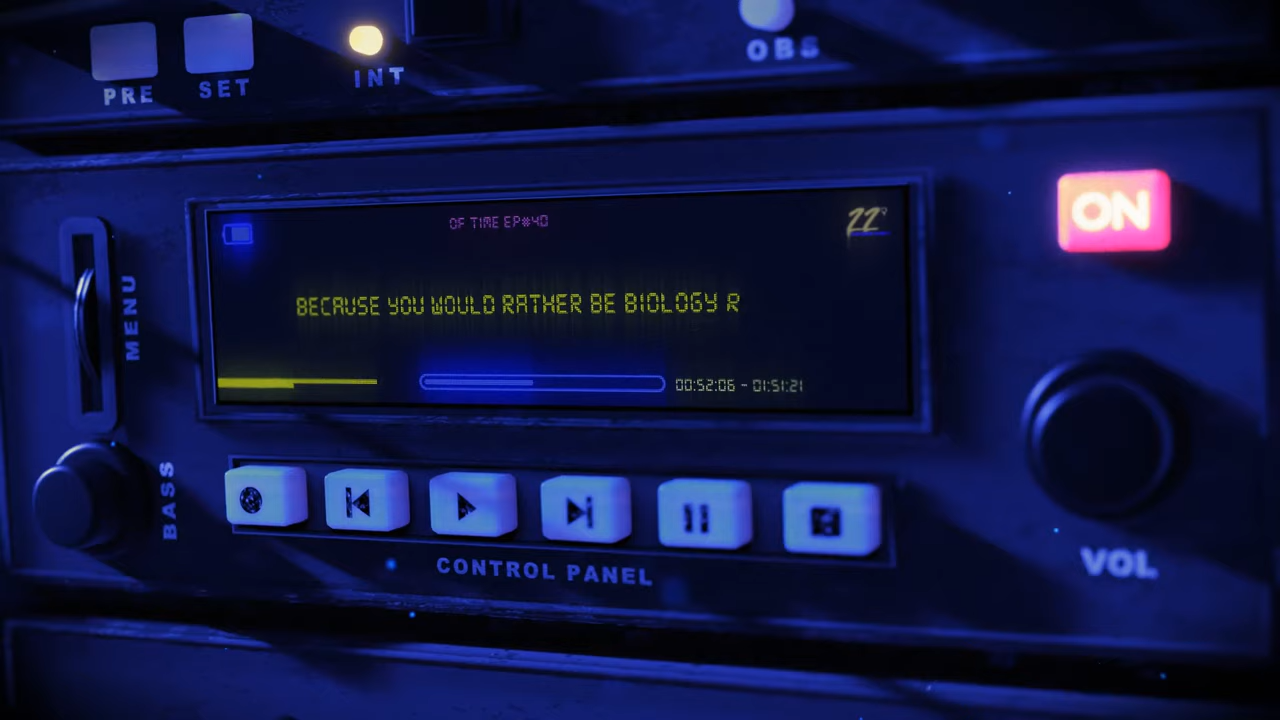 PRE
SET
INT
OBS
ON
OF TIME EP#40
22°
MENU
BECAUSE YOU WOULD RATHER BE BIOLOGY R
00:52:06 - 01:51:21
BASS
CONTROL PANEL
VOL